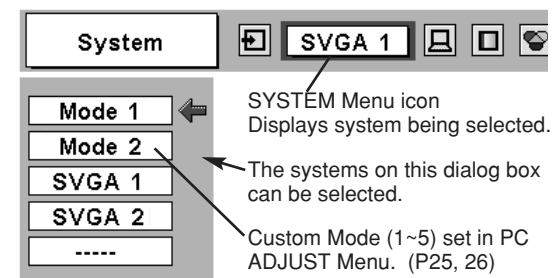 System
SVGA 1
SYSTEM Menu icon
Displays system being selected.
Mode 1
Mode 2
SVGA 1
SVGA 2
-----
The systems on this dialog box
can be selected.
Custom Mode (1~5) set in PC
ADJUST Menu. (P25, 26)